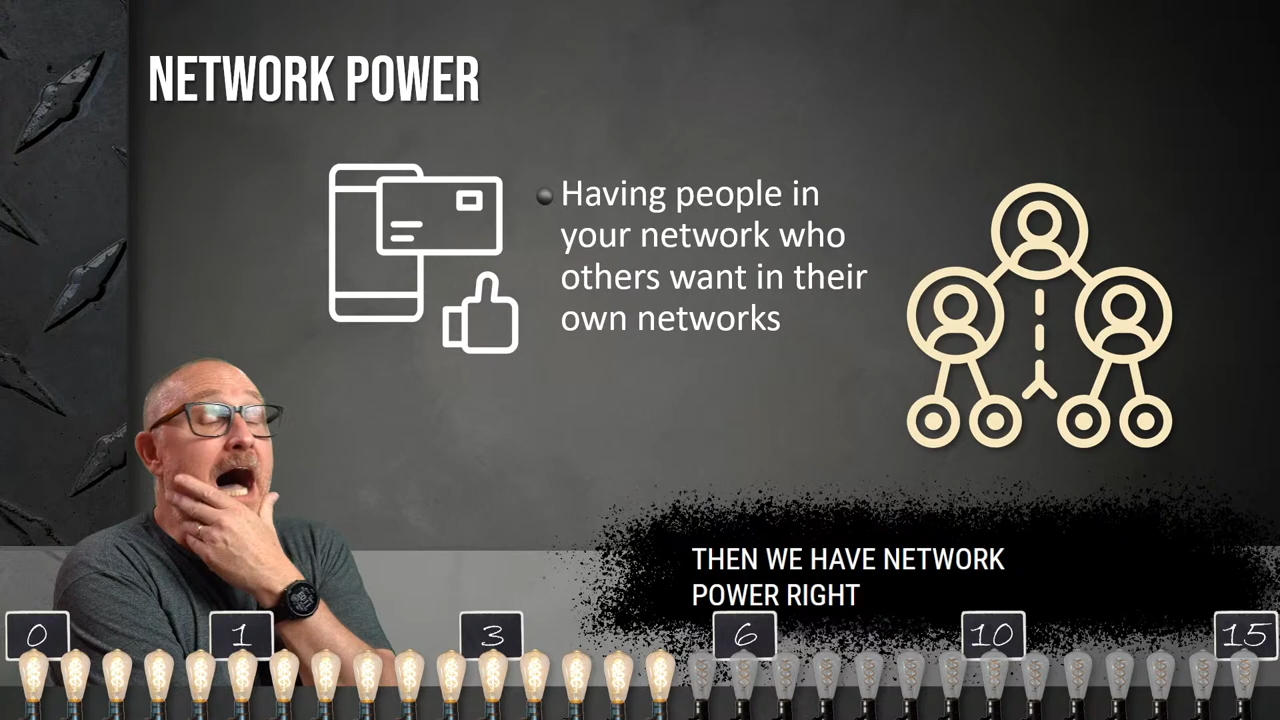 NETWORK POWER
Having people in
your network who
others want in their
own networks
THEN WE HAVE NETWORK
POWER RIGHT
0 1 3 6 10 15